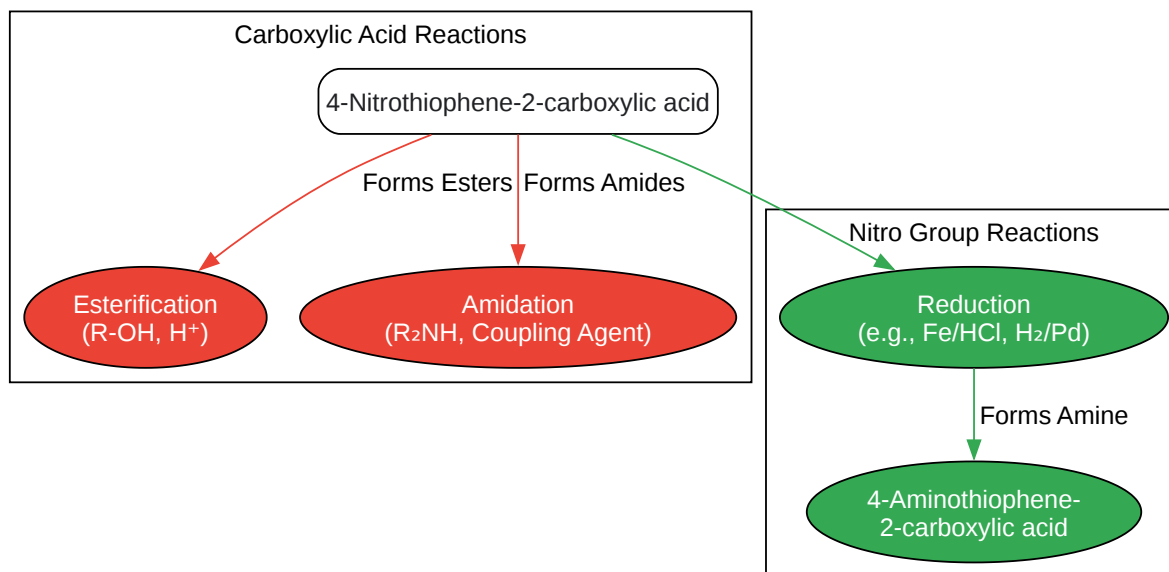 Carboxylic Acid Reactions
4-Nitrothiophene-2-carboxylic acid
Forms Esters
Forms Amides
Nitro Group Reactions
Esterification
(R-OH, H⁺)
Amidation
(R₂NH, Coupling Agent)
Reduction
(e.g., Fe/HCl, H₂/Pd)
Forms Amine
4-Aminothiophene-
2-carboxylic acid